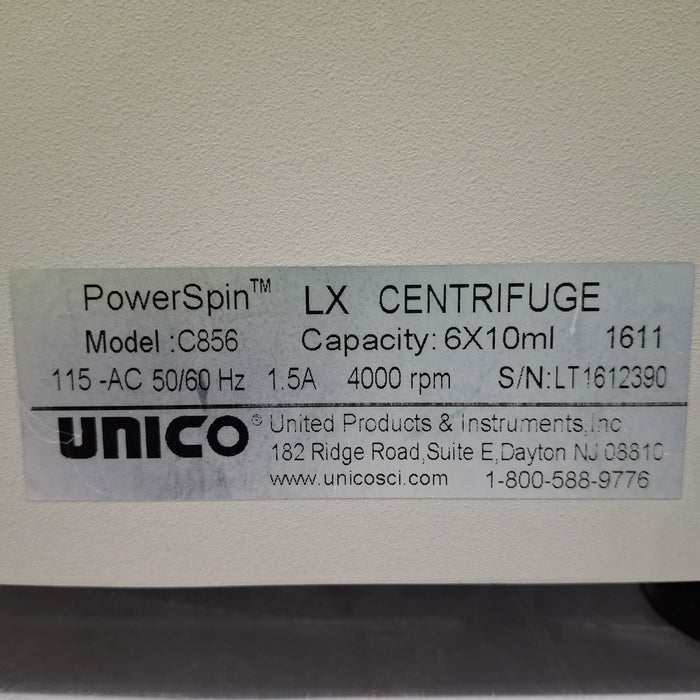 PowerSpin™ LX CENTRIFUGE
Model :C856 Capacity: 6X10ml 1611
115 -AC 50/60 Hz 1.5A 4000 rpm S/N:LT1612390
UNICO® United Products & Instruments,Inc
182 Ridge Road,Suite E,Dayton NJ 08810
www.unicosci.com 1-800-588-9776